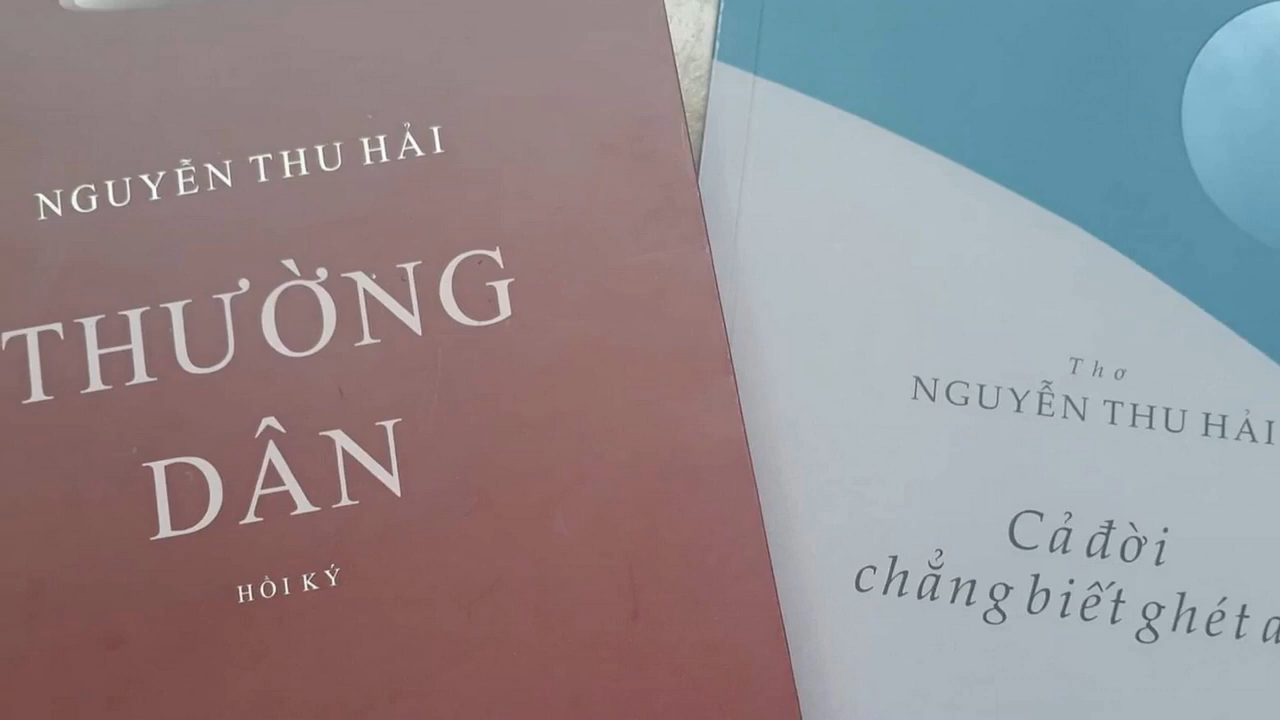 NGUYỄN THU HẢI
THƯỜNG
DÂN
HỒI KÝ
Thơ
NGUYỄN THU HẢI
Cả đời
chẳng biết ghét